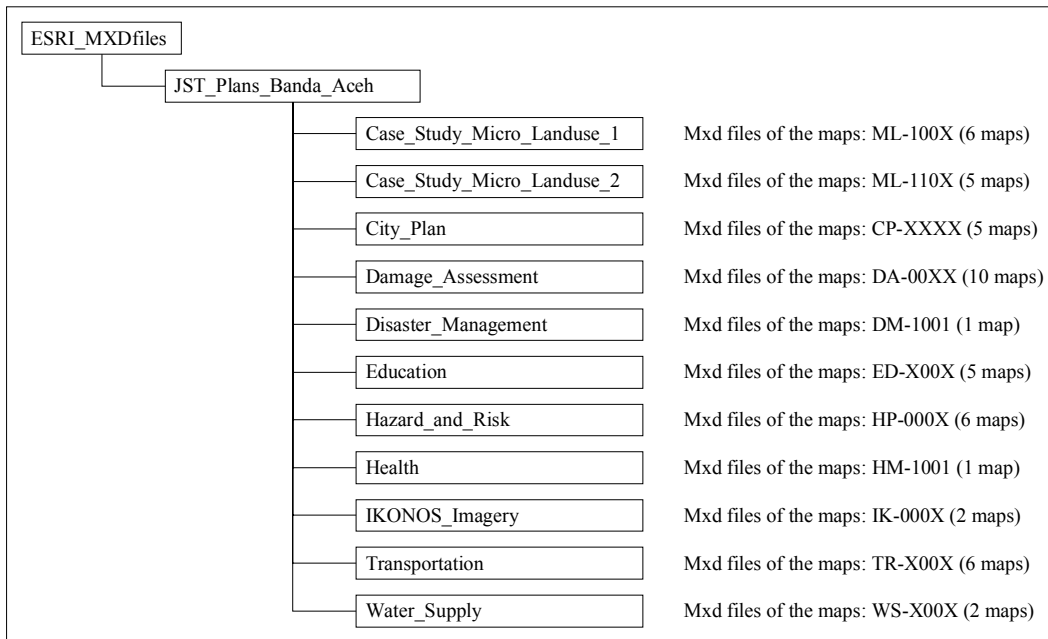 ESRI_MXDfiles
JST_Plans_Banda_Aceh
Case_Study_Micro_Landuse_1 Mxd files of the maps: ML-100X (6 maps)
Case_Study_Micro_Landuse_2 Mxd files of the maps: ML-110X (5 maps)
City_Plan Mxd files of the maps: CP-XXXX (5 maps)
Damage_Assessment Mxd files of the maps: DA-00XX (10 maps)
Disaster_Management Mxd files of the maps: DM-1001 (1 map)
Education Mxd files of the maps: ED-X00X (5 maps)
Hazard_and_Risk Mxd files of the maps: HP-000X (6 maps)
Health Mxd files of the maps: HM-1001 (1 map)
IKONOS_Imagery Mxd files of the maps: IK-000X (2 maps)
Transportation Mxd files of the maps: TR-X00X (6 maps)
Water_Supply Mxd files of the maps: WS-X00X (2 maps)